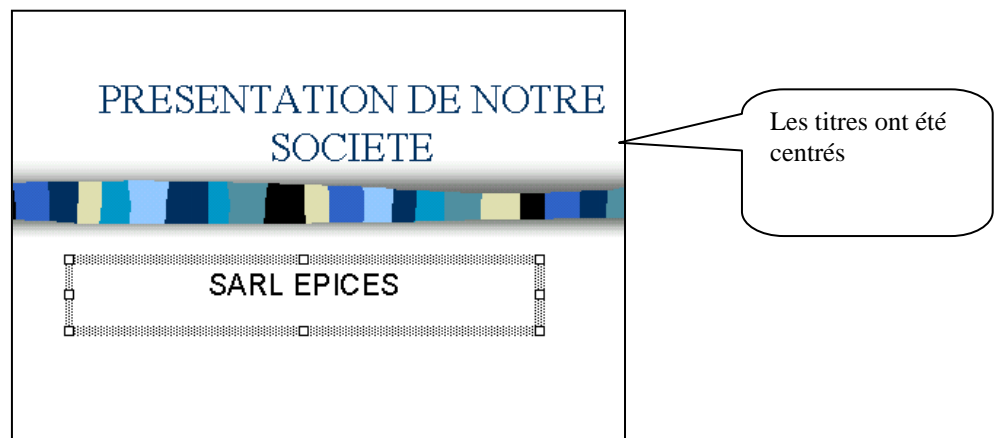 PRESENTATION DE NOTRE
SOCIETE
Les titres ont été
centrés
SARL EPICES